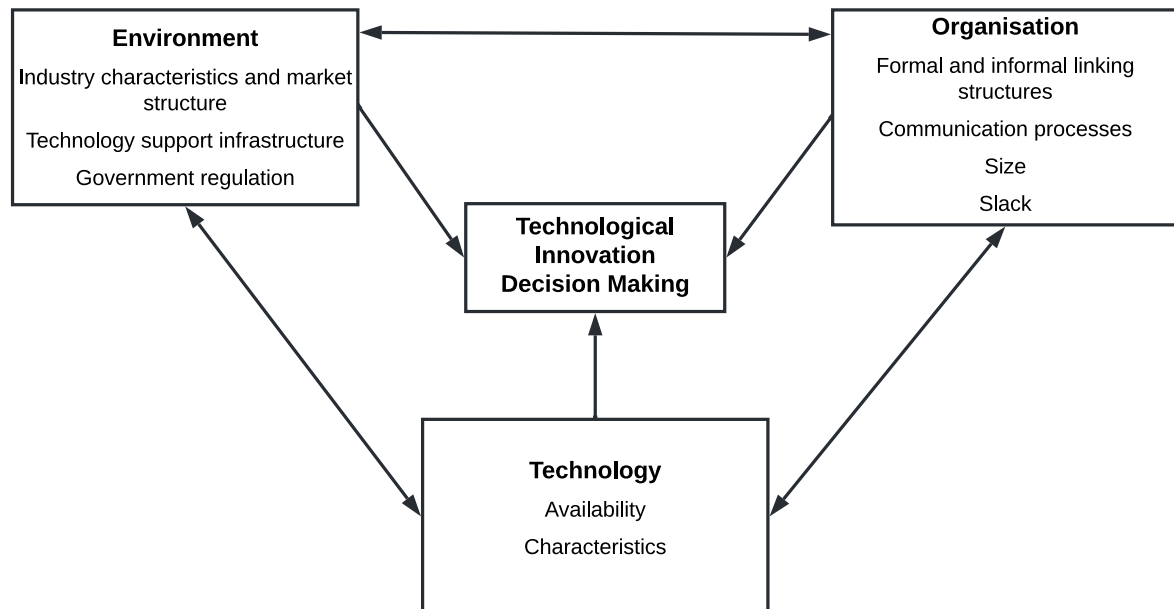 Environment
Industry characteristics and market
structure
Technology support infrastructure
Government regulation
Organisation
Formal and informal linking
structures
Communication processes
Size
Slack
Technological
Innovation
Decision Making
Technology
Availability
Characteristics